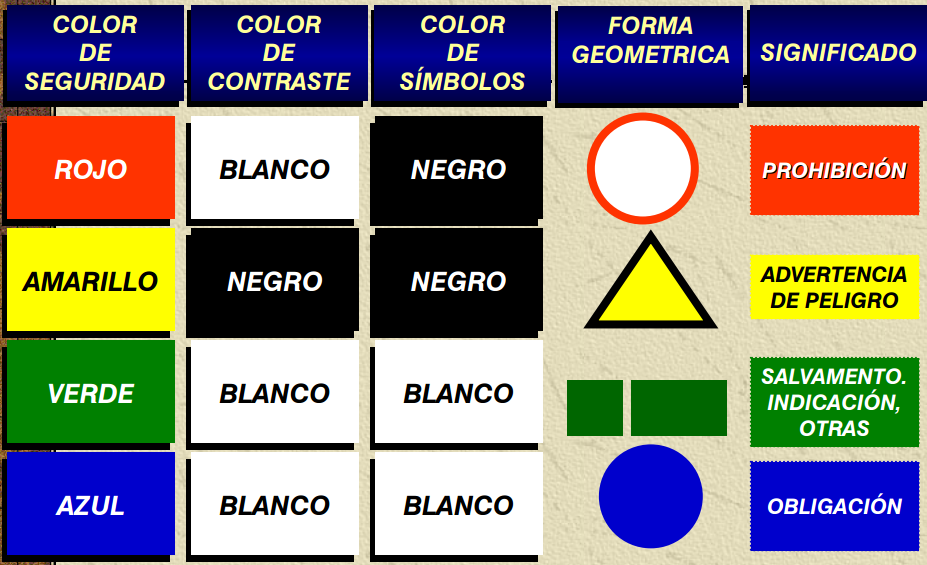 COLOR
DE
SEGURIDAD
COLOR
DE
CONTRASTE
COLOR
DE
SÍMBOLOS
FORMA
GEOMETRICA
SIGNIFICADO
ROJO
BLANCO
NEGRO
PROHIBICIÓN
AMARILLO
NEGRO
NEGRO
ADVERTENCIA
DE PELIGRO
VERDE
BLANCO
BLANCO
SALVAMENTO.
INDICACIÓN,
OTRAS
AZUL
BLANCO
BLANCO
OBLIGACIÓN